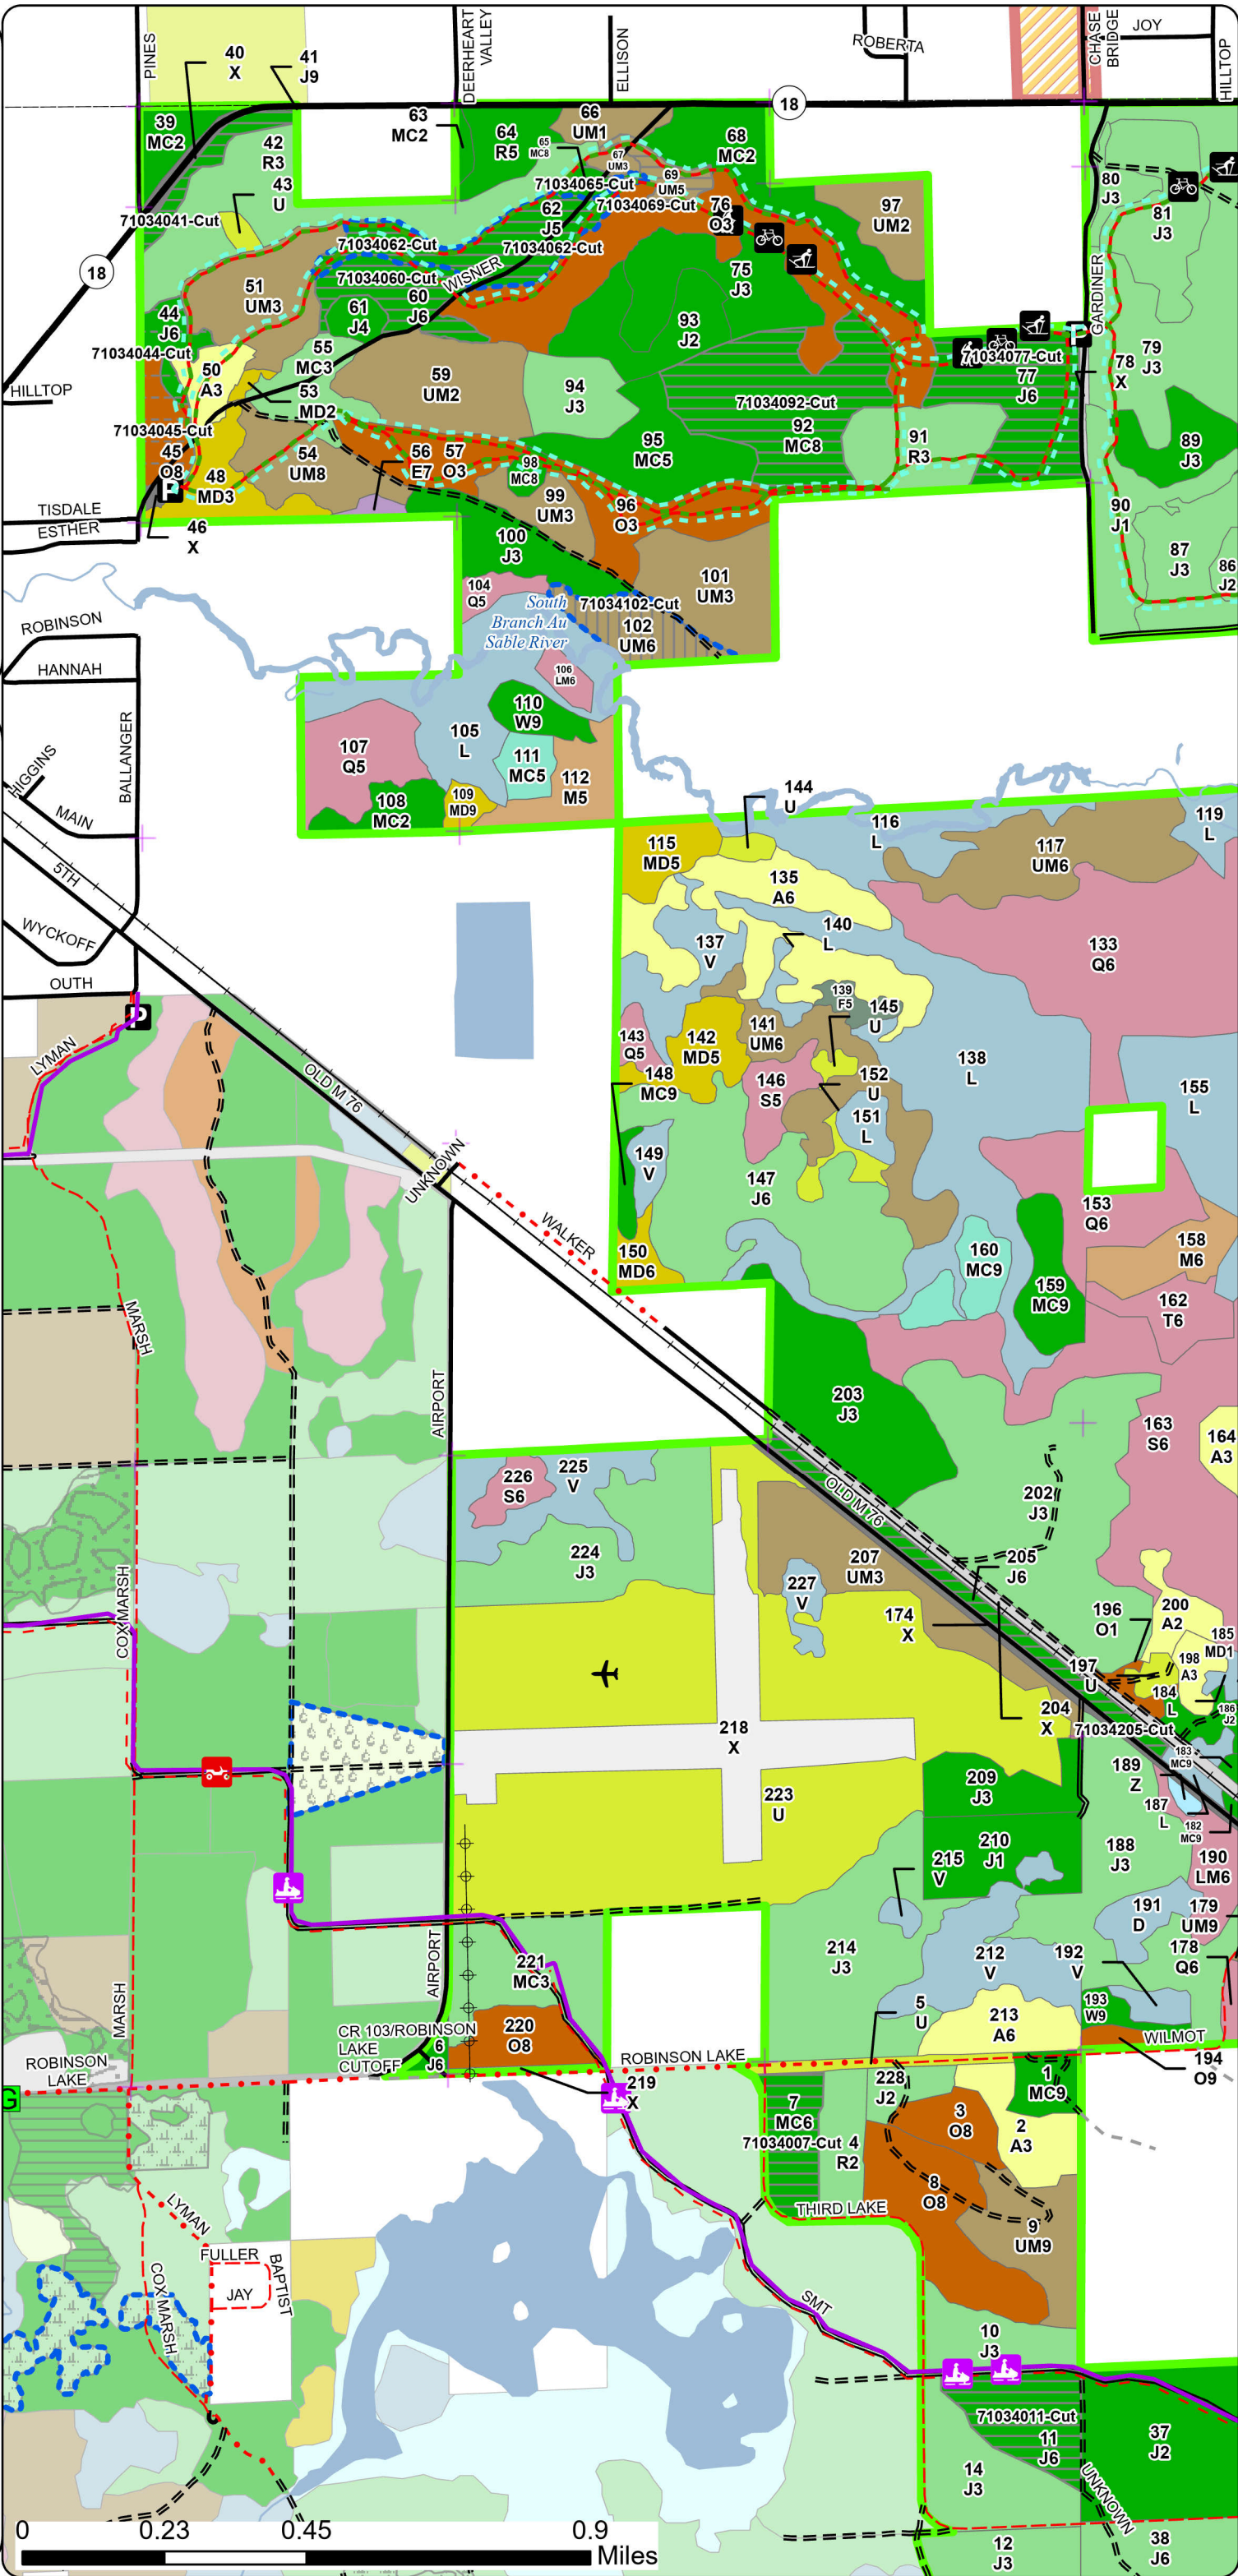 PINES
DEERHEART
VALLEY
ELLISON
ROBERTA
CHASE
BRIDGE
JOY
HILLTOP
40
X
41
J9
18
39
MC2
42
R3
43
U
63
MC2
64
R5
65
MC8
66
UM1
67
UM3
68
MC2
69
UM5
71034065-Cut
71034069-Cut
76
O3
97
UM2
80
J3
81
J3
71034041-Cut
62
J5
71034062-Cut
71034062-Cut
71034060-Cut
WISNER
GARDINER
18
51
UM3
60
J6
61
J4
75
J3
93
J2
44
J6
71034044-Cut
55
MC3
50
A3
53
MD2
59
UM2
94
J3
P
71034077-Cut
77
J6
78
X
79
J3
HILLTOP
71034045-Cut
45
O8
P
48
MD3
54
UM8
56
E7
57
O3
98
MC8
95
MC5
71034092-Cut
92
MC8
91
R3
89
J3
TISDALE
ESTHER
46
X
99
UM3
96
O3
100
J3
90
J1
87
J3
86
J2
104
Q5
South
Branch Au
Sable River
71034102-Cut
102
UM6
101
UM3
ROBINSON
HANNAH
BALLANGER
HIGGINS
MAIN
5TH
WYCKOFF
OUTH
106
LM6
110
W9
105
L
107
Q5
111
MC5
112
M5
109
MD9
108
MC2
144
U
116
L
119
L
115
MD5
117
UM6
135
A6
140
L
137
V
133
Q6
139
F5
145
U
143
Q5
142
MD5
141
UM6
138
L
148
MC9
146
S5
152
U
151
L
155
L
149
V
147
J6
153
Q6
150
MD6
160
MC9
159
MC9
158
M6
162
T6
P
LYMAN
OLD M 76
UNKNOWN
WALKER
MARSH
AIRPORT
203
J3
163
S6
164
A3
226
S6
225
V
OLD M 76
202
J3
224
J3
207
UM3
205
J6
227
V
174
X
196
O1
200
A2
185
MD1
198
A3
197
U
184
L
186
J2
204
X
71034205-Cut
183
MC9
189
Z
187
L
182
MC9
COX MARSH
218
X
223
U
209
J3
210
J1
188
J3
190
LM6
215
V
191
D
179
UM9
178
Q6
214
J3
212
V
192
V
AIRPORT
221
MC3
MARSH
213
A6
193
W9
5
U
WILMOT
194
O9
CR 103/ROBINSON
LAKE
CUTOFF
6
J6
220
O8
ROBINSON LAKE
219
X
ROBINSON
LAKE
G
228
J2
1
MC9
7
MC6
71034007-Cut
4
R2
3
O8
2
A3
8
O8
9
UM9
THIRD LAKE
LYMAN
FULLER
JAY
BAPTIST
COX MARSH
SMT
10
J3
71034011-Cut
11
J6
37
J2
14
J3
UNKNOWN
12
J3
38
J6
0 0.23 0.45 0.9
Miles